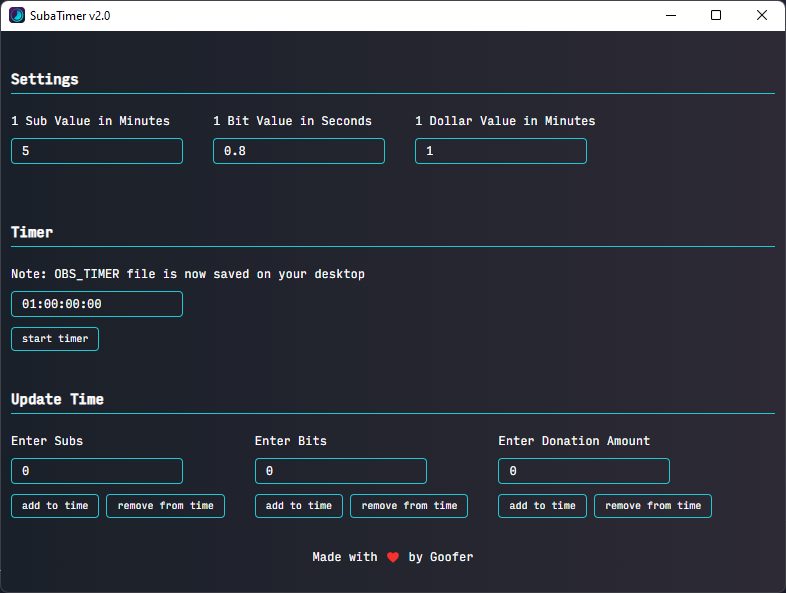 SubaTimer v2.0
Settings
1 Sub Value in Minutes 1 Bit Value in Seconds 1 Dollar Value in Minutes
5 0.8 1
Timer
Note: OBS_TIMER file is now saved on your desktop
01:00:00:00
start timer
Update Time
Enter Subs Enter Bits Enter Donation Amount
0 0 0
add to time remove from time add to time remove from time add to time remove from time
Made with ❤ by Goofer